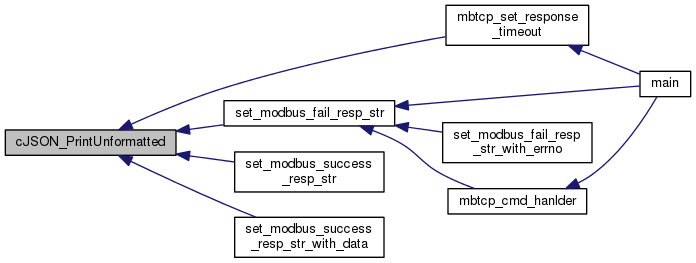 mbtcp_set_response
_timeout
main
set_modbus_fail_resp_str
cJSON_PrintUnformatted
set_modbus_fail_resp
_str_with_errno
set_modbus_success
_resp_str
mbtcp_cmd_hanlder
set_modbus_success
_resp_str_with_data